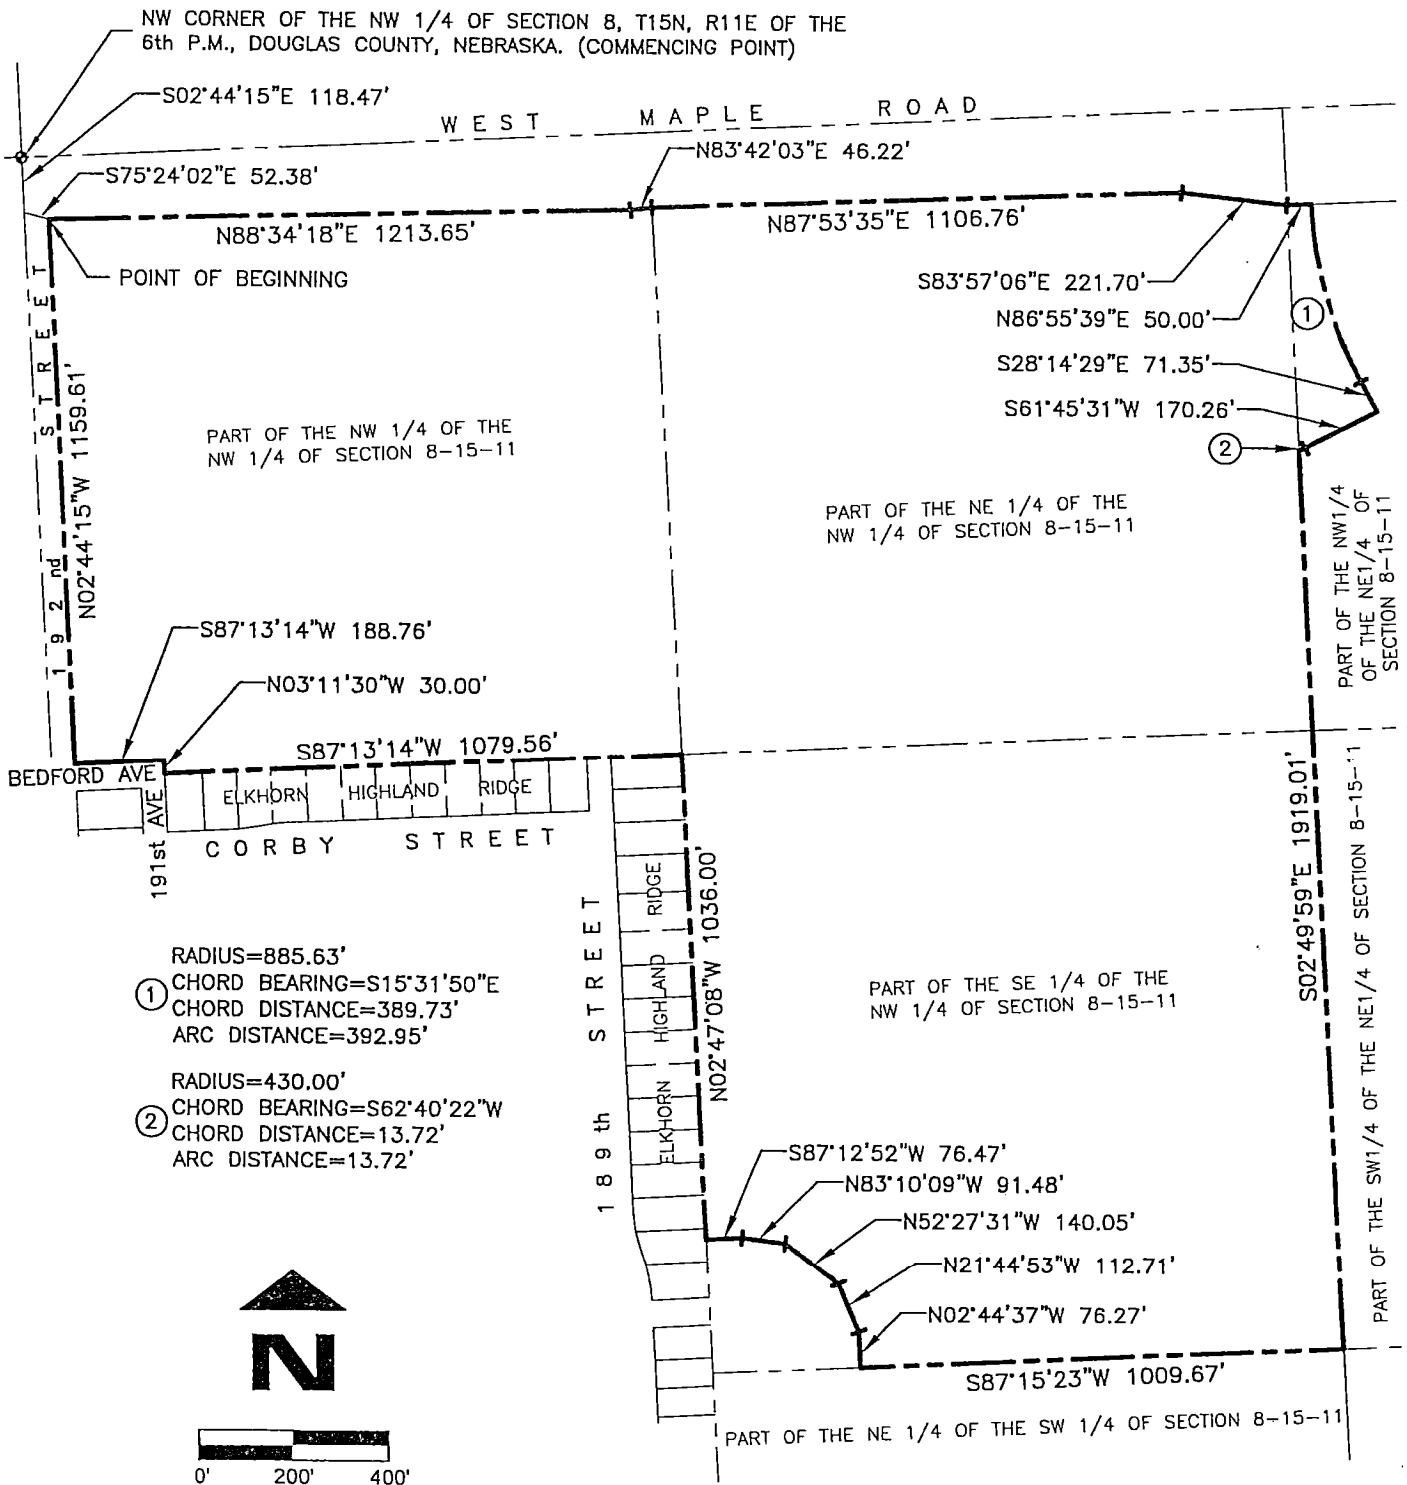 NW CORNER OF THE NW 1/4 OF SECTION 8, T15N, R11E OF THE
6th P.M., DOUGLAS COUNTY, NEBRASKA. (COMMENCING POINT)
S02°44'15"E 118.47'
WEST MAPLE ROAD
N83°42'03"E 46.22'
S75°24'02"E 52.38'
N88°34'18"E 1213.65'
N87°53'35"E 1106.76'
POINT OF BEGINNING
S83°57'06"E 221.70'
N86°55'39"E 50.00'
1
S28°14'29"E 71.35'
S61°45'31"W 170.26'
2
192nd STREET
N02°44'15"W 1159.61'
PART OF THE NW 1/4 OF THE
NW 1/4 OF SECTION 8-15-11
PART OF THE NE 1/4 OF THE
NW 1/4 OF SECTION 8-15-11
PART OF THE NW1/4
OF THE NE1/4 OF
SECTION 8-15-11
S87°13'14"W 188.76'
N03°11'30"W 30.00'
S87°13'14"W 1079.56'
BEDFORD AVE
191st AVE
ELKHORN HIGHLAND RIDGE
CORBY STREET
189th STREET
ELKHORN HIGHLAND RIDGE
N02°47'08"W 1036.00'
S02°49'59"E 1919.01'
PART OF THE SW1/4 OF THE NE1/4 OF SECTION 8-15-11
RADIUS=885.63'
1
CHORD BEARING=S15°31'50"E
CHORD DISTANCE=389.73'
ARC DISTANCE=392.95'
PART OF THE SE 1/4 OF THE
NW 1/4 OF SECTION 8-15-11
RADIUS=430.00'
2
CHORD BEARING=S62°40'22"W
CHORD DISTANCE=13.72'
ARC DISTANCE=13.72'
S87°12'52"W 76.47'
N83°10'09"W 91.48'
N52°27'31"W 140.05'
N21°44'53"W 112.71'
N02°44'37"W 76.27'
S87°15'23"W 1009.67'
PART OF THE NE 1/4 OF THE SW 1/4 OF SECTION 8-15-11
N
0' 200' 400'